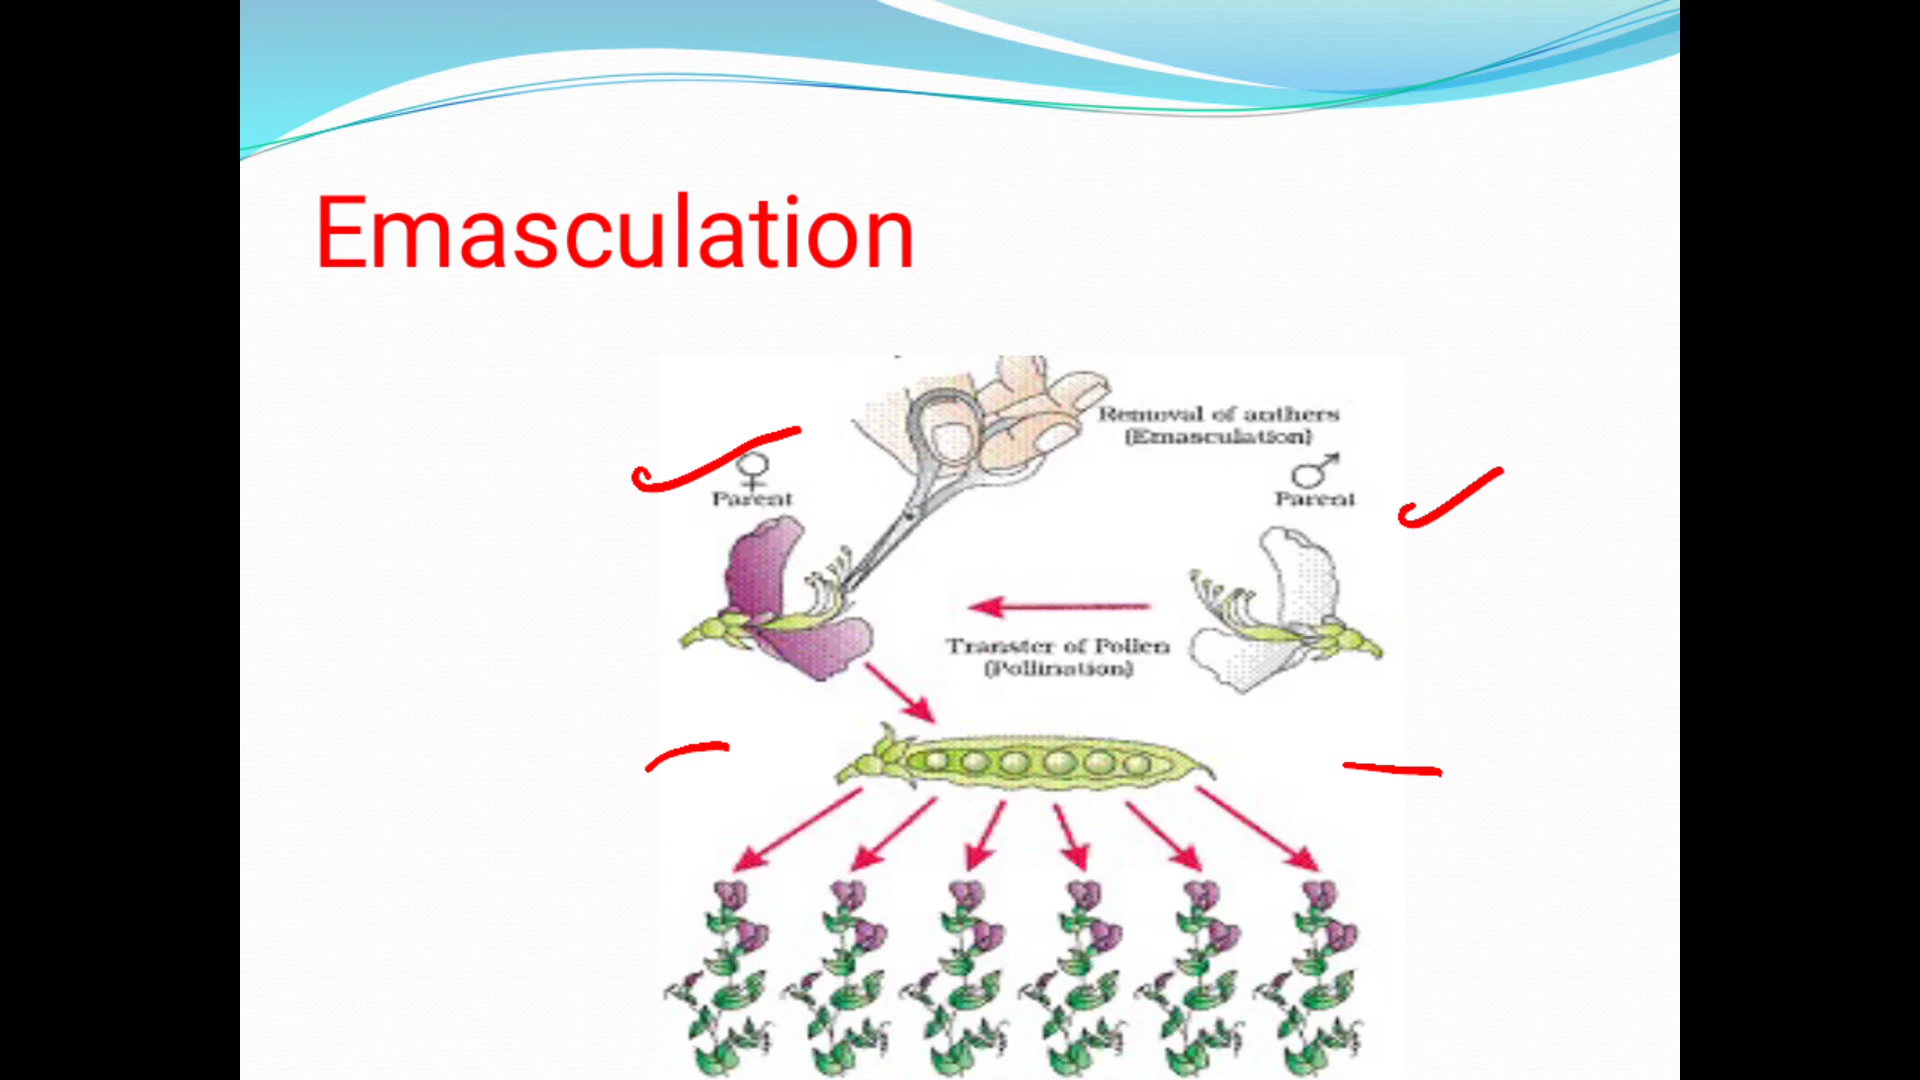 Emasculation
Removal of anthers
(Emasculation)
♀
Parent
♂
Parent
Transfer of Pollen
(Pollination)